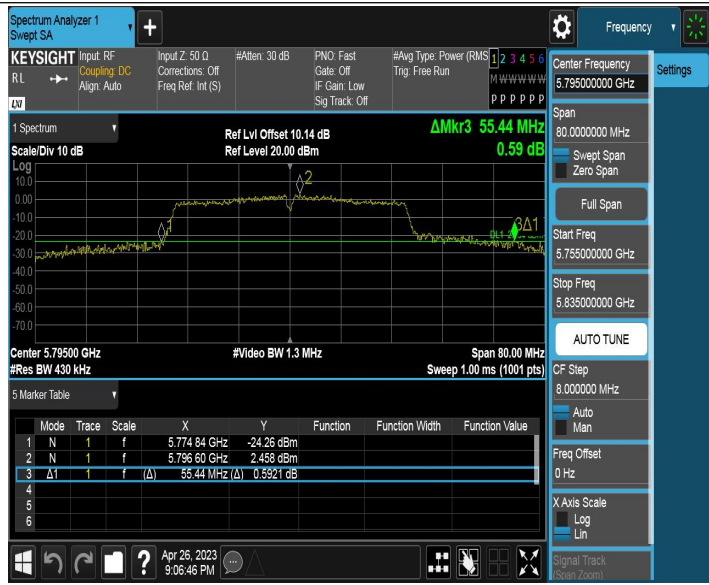 Spectrum Analyzer 1
Swept SA
Frequency
KEYSIGHT
RL
LXI
Input: RF
Coupling: DC
Align: Auto
Input Z: 50 Ω
Corrections: Off
Freq Ref: Int (S)
#Atten: 30 dB
PNO: Fast
Gate: Off
IF Gain: Low
Sig Track: Off
#Avg Type: Power (RMS
Trig: Free Run
1 2 3 4 5 6
M W W W W W
P P P P P P
Center Frequency
5.795000000 GHz
Settings
Span
80.0000000 MHz
Swept Span
Zero Span
Full Span
Start Freq
5.755000000 GHz
Stop Freq
5.835000000 GHz
AUTO TUNE
CF Step
8.000000 MHz
Auto
Man
Freq Offset
0 Hz
X Axis Scale
Log
Lin
Signal Track
(Span Zoom)
1 Spectrum
Scale/Div 10 dB
Ref Lvl Offset 10.14 dB
Ref Level 20.00 dBm
ΔMkr3 55.44 MHz
0.59 dB
Log
10.0
0.00
-10.0
-20.0
-30.0
-40.0
-50.0
-60.0
-70.0
1
2
3Δ1
Center 5.79500 GHz
#Video BW 1.3 MHz
Span 80.00 MHz
#Res BW 430 kHz
Sweep 1.00 ms (1001 pts)
5 Marker Table
Mode Trace Scale X Y Function Function Width Function Value
1 N 1 f 5.774 84 GHz -24.26 dBm
2 N 1 f 5.796 60 GHz 2.458 dBm
3 Δ1 1 f (Δ) 55.44 MHz (Δ) 0.5921 dB
4
5
6
?
Apr 26, 2023
9:06:46 PM